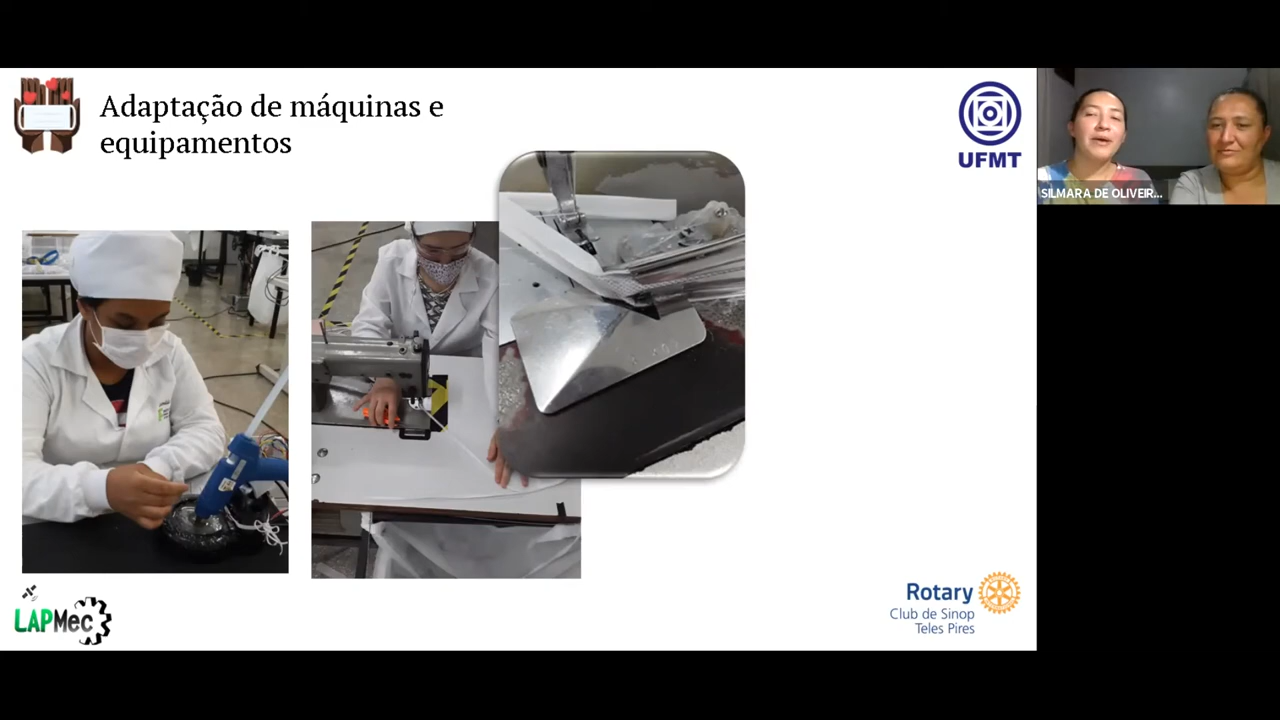 Adaptação de máquinas e
equipamentos
UFMT
SILMARA DE OLIVEIR...
LAPMec
Rotary
Club de Sinop
Teles Pires